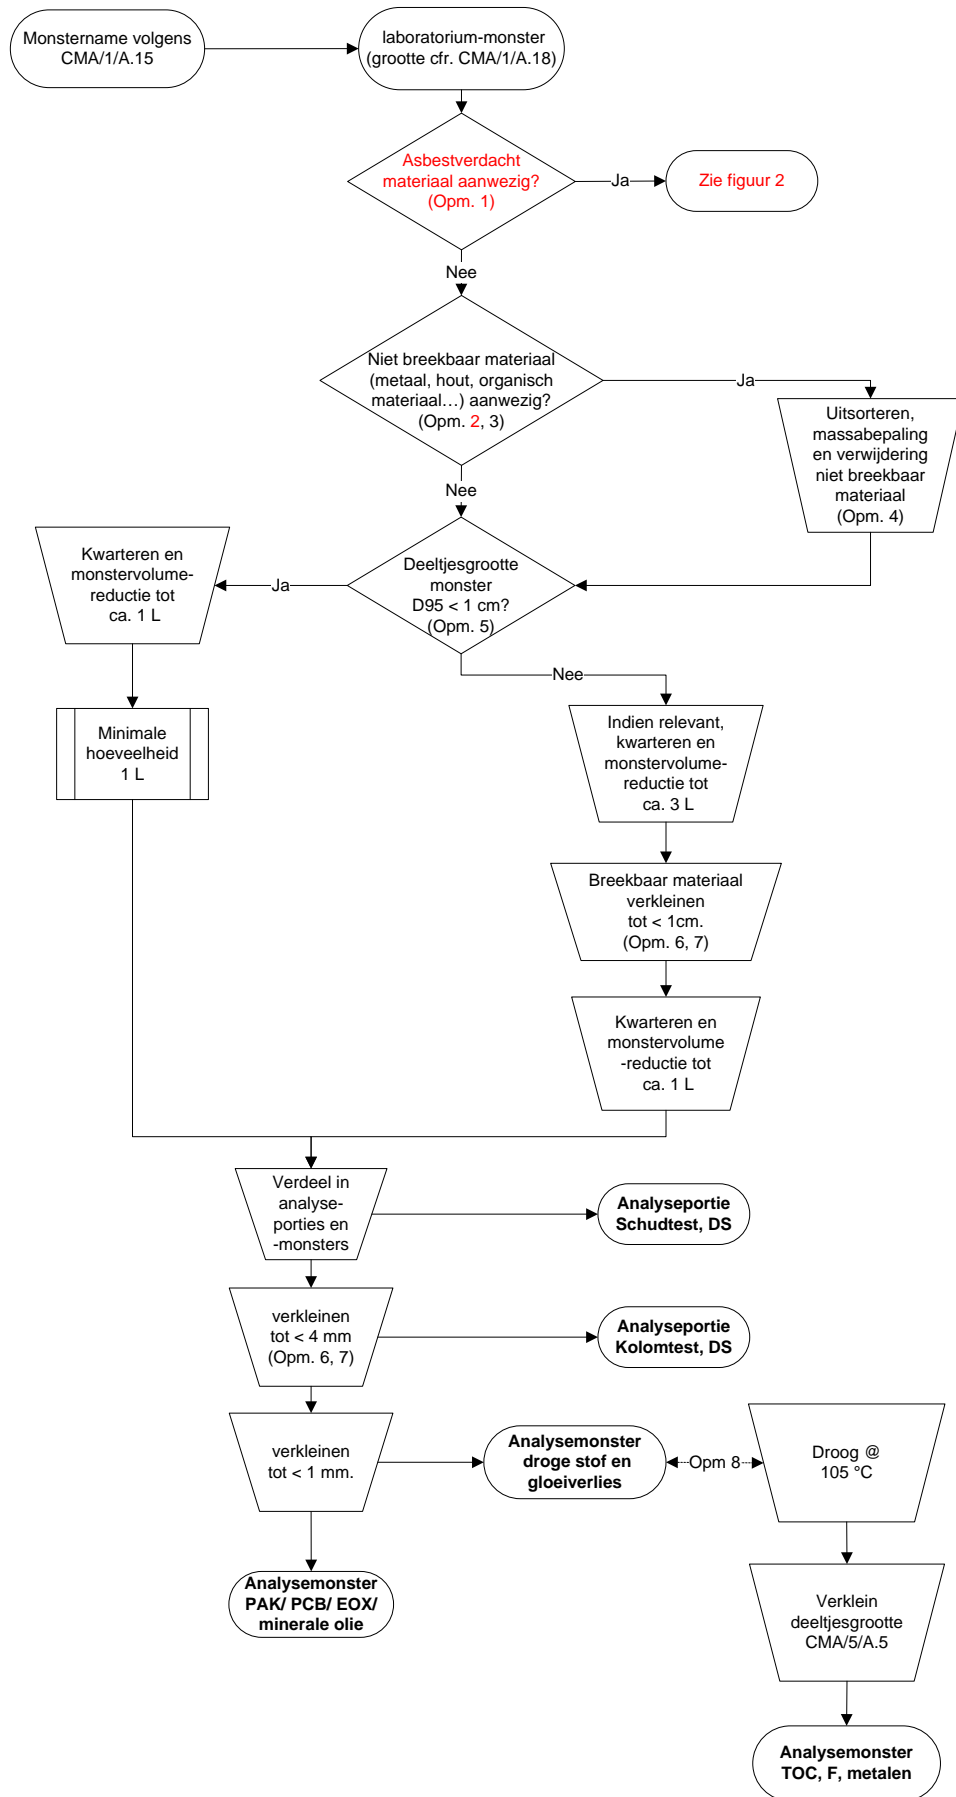 Monstername volgens
CMA/1/A.15
laboratorium-monster
(grootte cfr. CMA/1/A.18)
Asbestverdacht
materiaal aanwezig?
(Opm. 1)
Ja
Zie figuur 2
Nee
Niet breekbaar materiaal
(metaal, hout, organisch
materiaal…) aanwezig?
(Opm. 2, 3)
Ja
Uitsorteren,
massabepaling
en verwijdering
niet breekbaar
materiaal
(Opm. 4)
Nee
Deeltjesgrootte
monster
D95 < 1 cm?
(Opm. 5)
Ja
Kwarteren en
monstervolume-
reductie tot
ca. 1 L
Minimale
hoeveelheid
1 L
Nee
Indien relevant,
kwarteren en
monstervolume-
reductie tot
ca. 3 L
Breekbaar materiaal
verkleinen
tot < 1cm.
(Opm. 6, 7)
Kwarteren en
monstervolume
-reductie tot
ca. 1 L
Verdeel in
analyse-
porties en
-monsters
Analyseportie
Schudtest, DS
verkleinen
tot < 4 mm
(Opm. 6, 7)
Analyseportie
Kolomtest, DS
verkleinen
tot < 1 mm.
Analysemonster
droge stof en
gloeiverlies
Opm 8
Droog @
105 °C
Analysemonster
PAK/ PCB/ EOX/
minerale olie
Verklein
deeltjesgrootte
CMA/5/A.5
Analysemonster
TOC, F, metalen